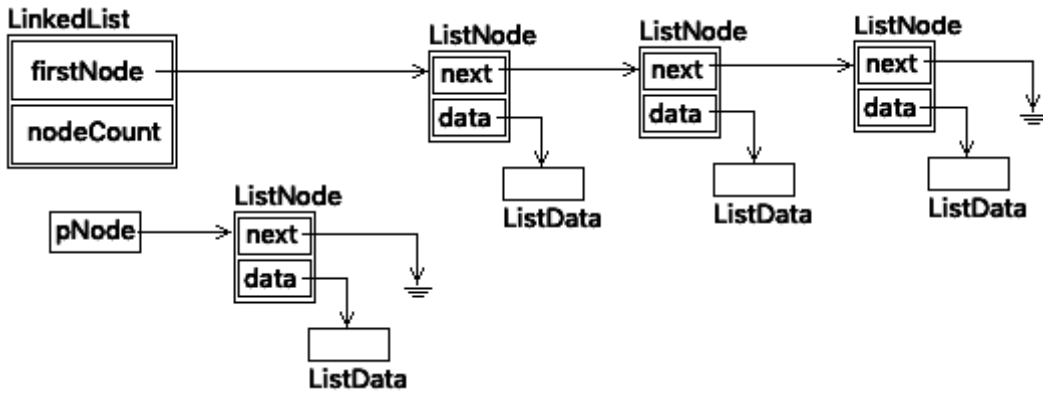 LinkedList
firstNode
nodeCount
ListNode
next
data
ListData
ListNode
next
data
ListData
ListNode
next
data
ListData
pNode
ListNode
next
data
ListData